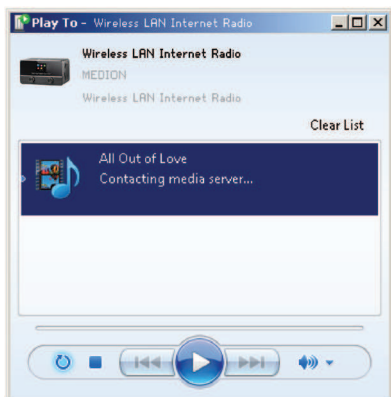 Play To - Wireless LAN Internet Radio
Wireless LAN Internet Radio
MEDION
Wireless LAN Internet Radio
Clear List
All Out of Love
Contacting media server...